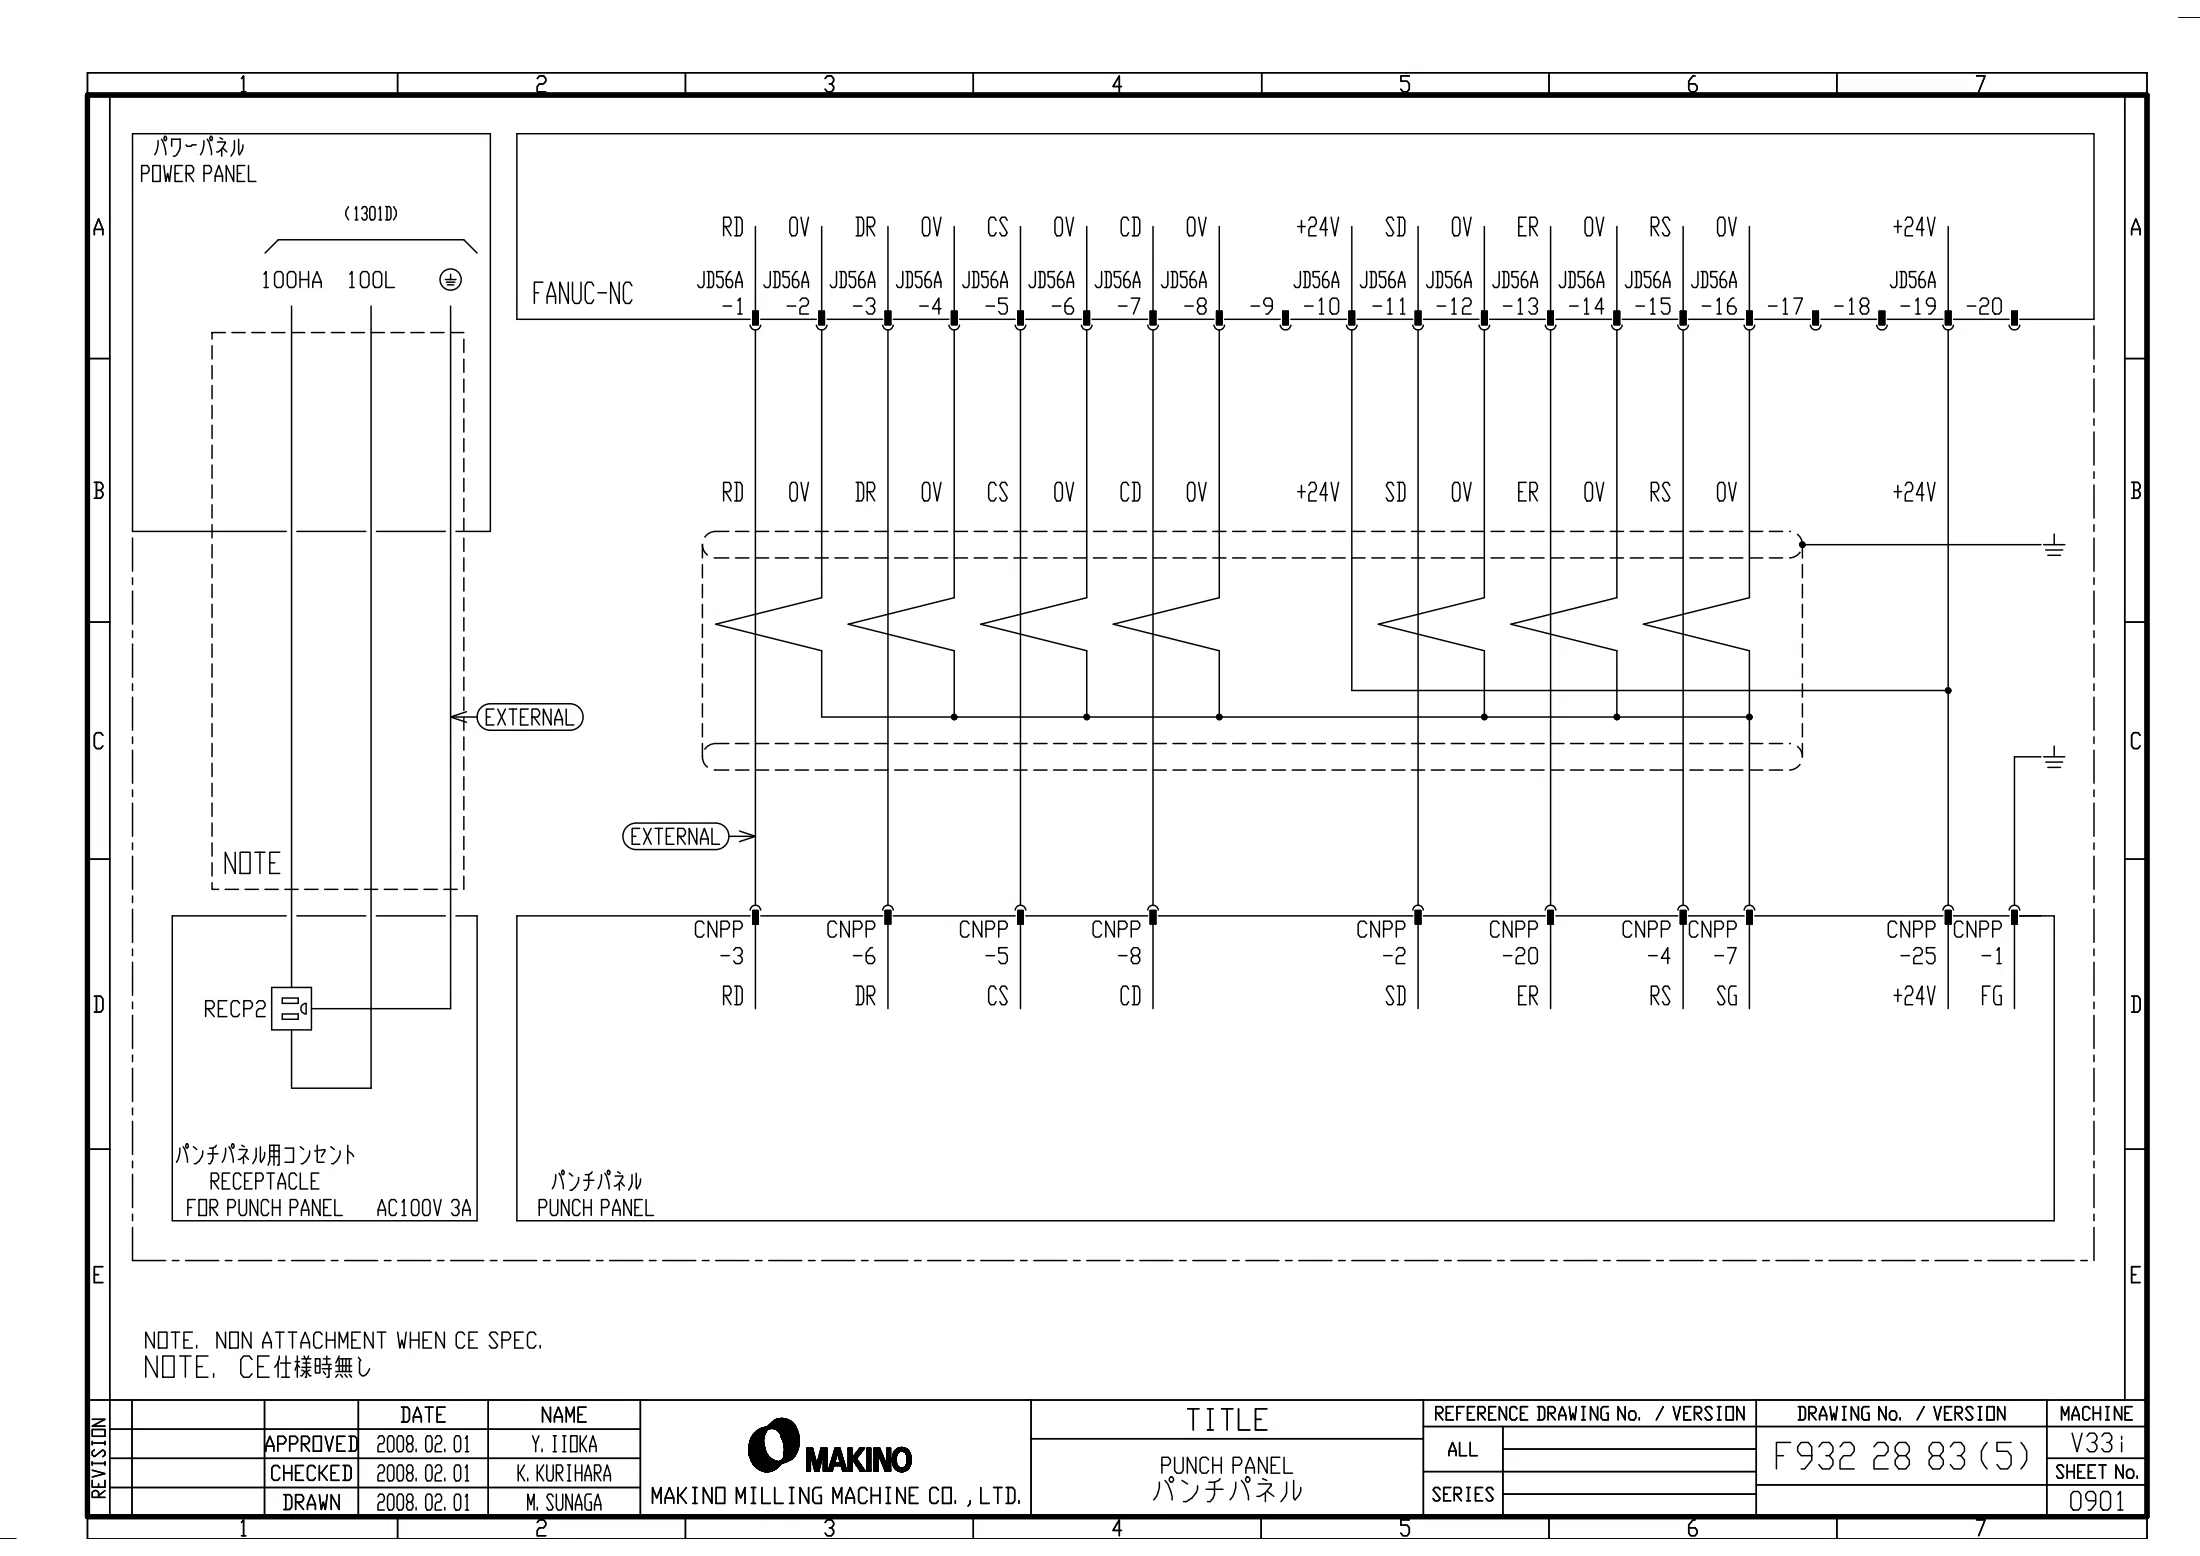 1 2 3 4 5 6 7
パワーパネル
POWER PANEL
(1301D)
100HA 100L
FANUC-NC
RD 0V DR 0V CS 0V CD 0V +24V SD 0V ER 0V RS 0V +24V
JD56A JD56A JD56A JD56A JD56A JD56A JD56A JD56A JD56A JD56A JD56A JD56A JD56A JD56A JD56A JD56A
-1 -2 -3 -4 -5 -6 -7 -8 -9 -10 -11 -12 -13 -14 -15 -16 -17 -18 -19 -20
A A
RD 0V DR 0V CS 0V CD 0V +24V SD 0V ER 0V RS 0V +24V
B B
EXTERNAL
C C
EXTERNAL
NOTE
CNPP CNPP CNPP CNPP CNPP CNPP CNPP CNPP CNPP CNPP
-3 -6 -5 -8 -2 -20 -4 -7 -25 -1
RD DR CS CD SD ER RS SG +24V FG
RECP2
D D
パンチパネル用コンセント
RECEPTACLE
FOR PUNCH PANEL AC100V 3A
パンチパネル
PUNCH PANEL
E E
NOTE. NON ATTACHMENT WHEN CE SPEC.
NOTE. CE仕様時無し
REVISION
DATE NAME
APPROVED 2008.02.01 Y.IIOKA
CHECKED 2008.02.01 K.KURIHARA
DRAWN 2008.02.01 M.SUNAGA
MAKINO
MAKINO MILLING MACHINE CO.,LTD.
TITLE
PUNCH PANEL
パンチパネル
REFERENCE DRAWING No. / VERSION
ALL
SERIES
DRAWING No. / VERSION
F932 28 83(5)
MACHINE
V33i
SHEET No.
0901
1 2 3 4 5 6 7